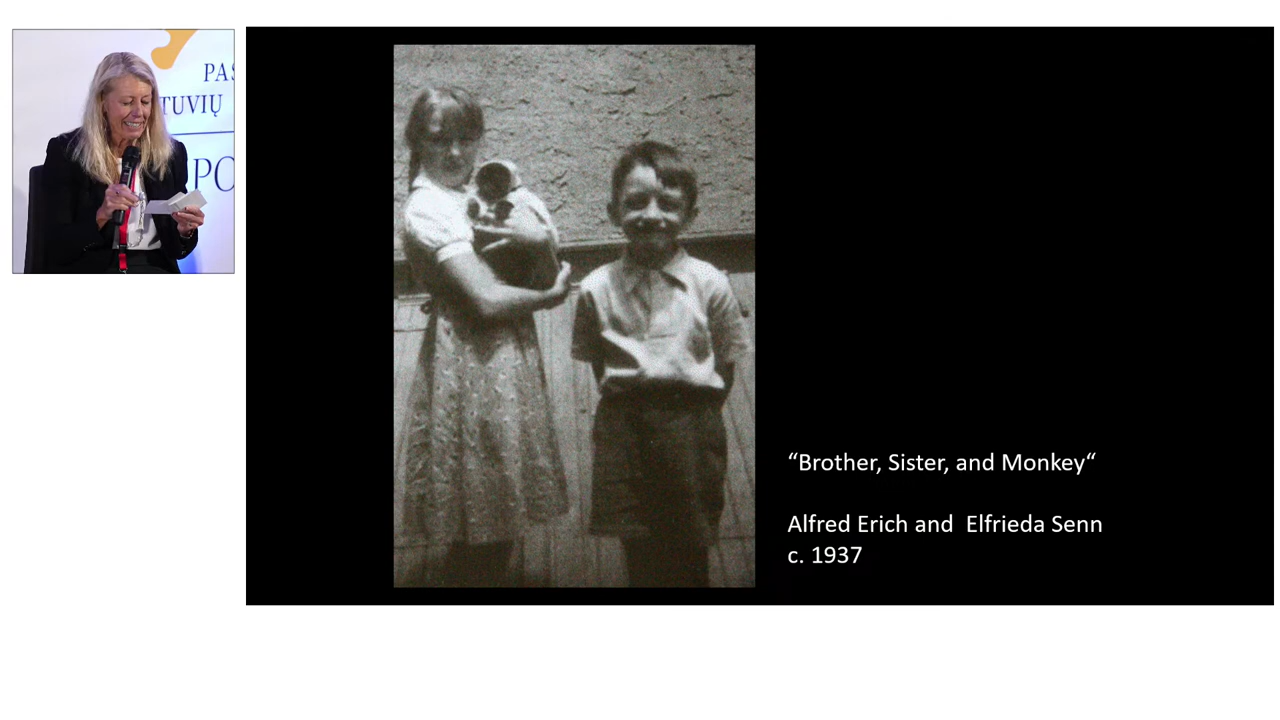 PAS
TUVIŲ
PO
“Brother, Sister, and Monkey“
Alfred Erich and  Elfrieda Senn
c. 1937